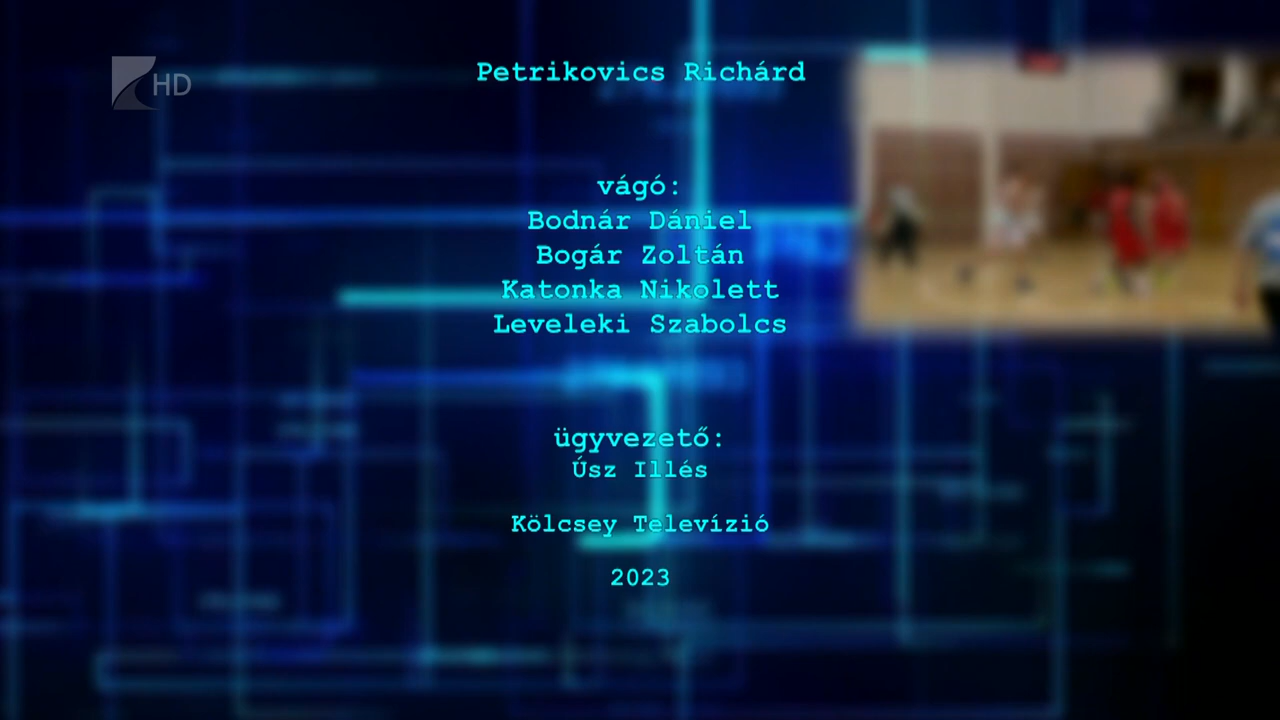 HD
Petrikovics Richárd
vágó:
Bodnár Dániel
Bogár Zoltán
Katonka Nikolett
Leveleki Szabolcs
ügyvezető:
Úsz Illés
Kölcsey Televízió
2023